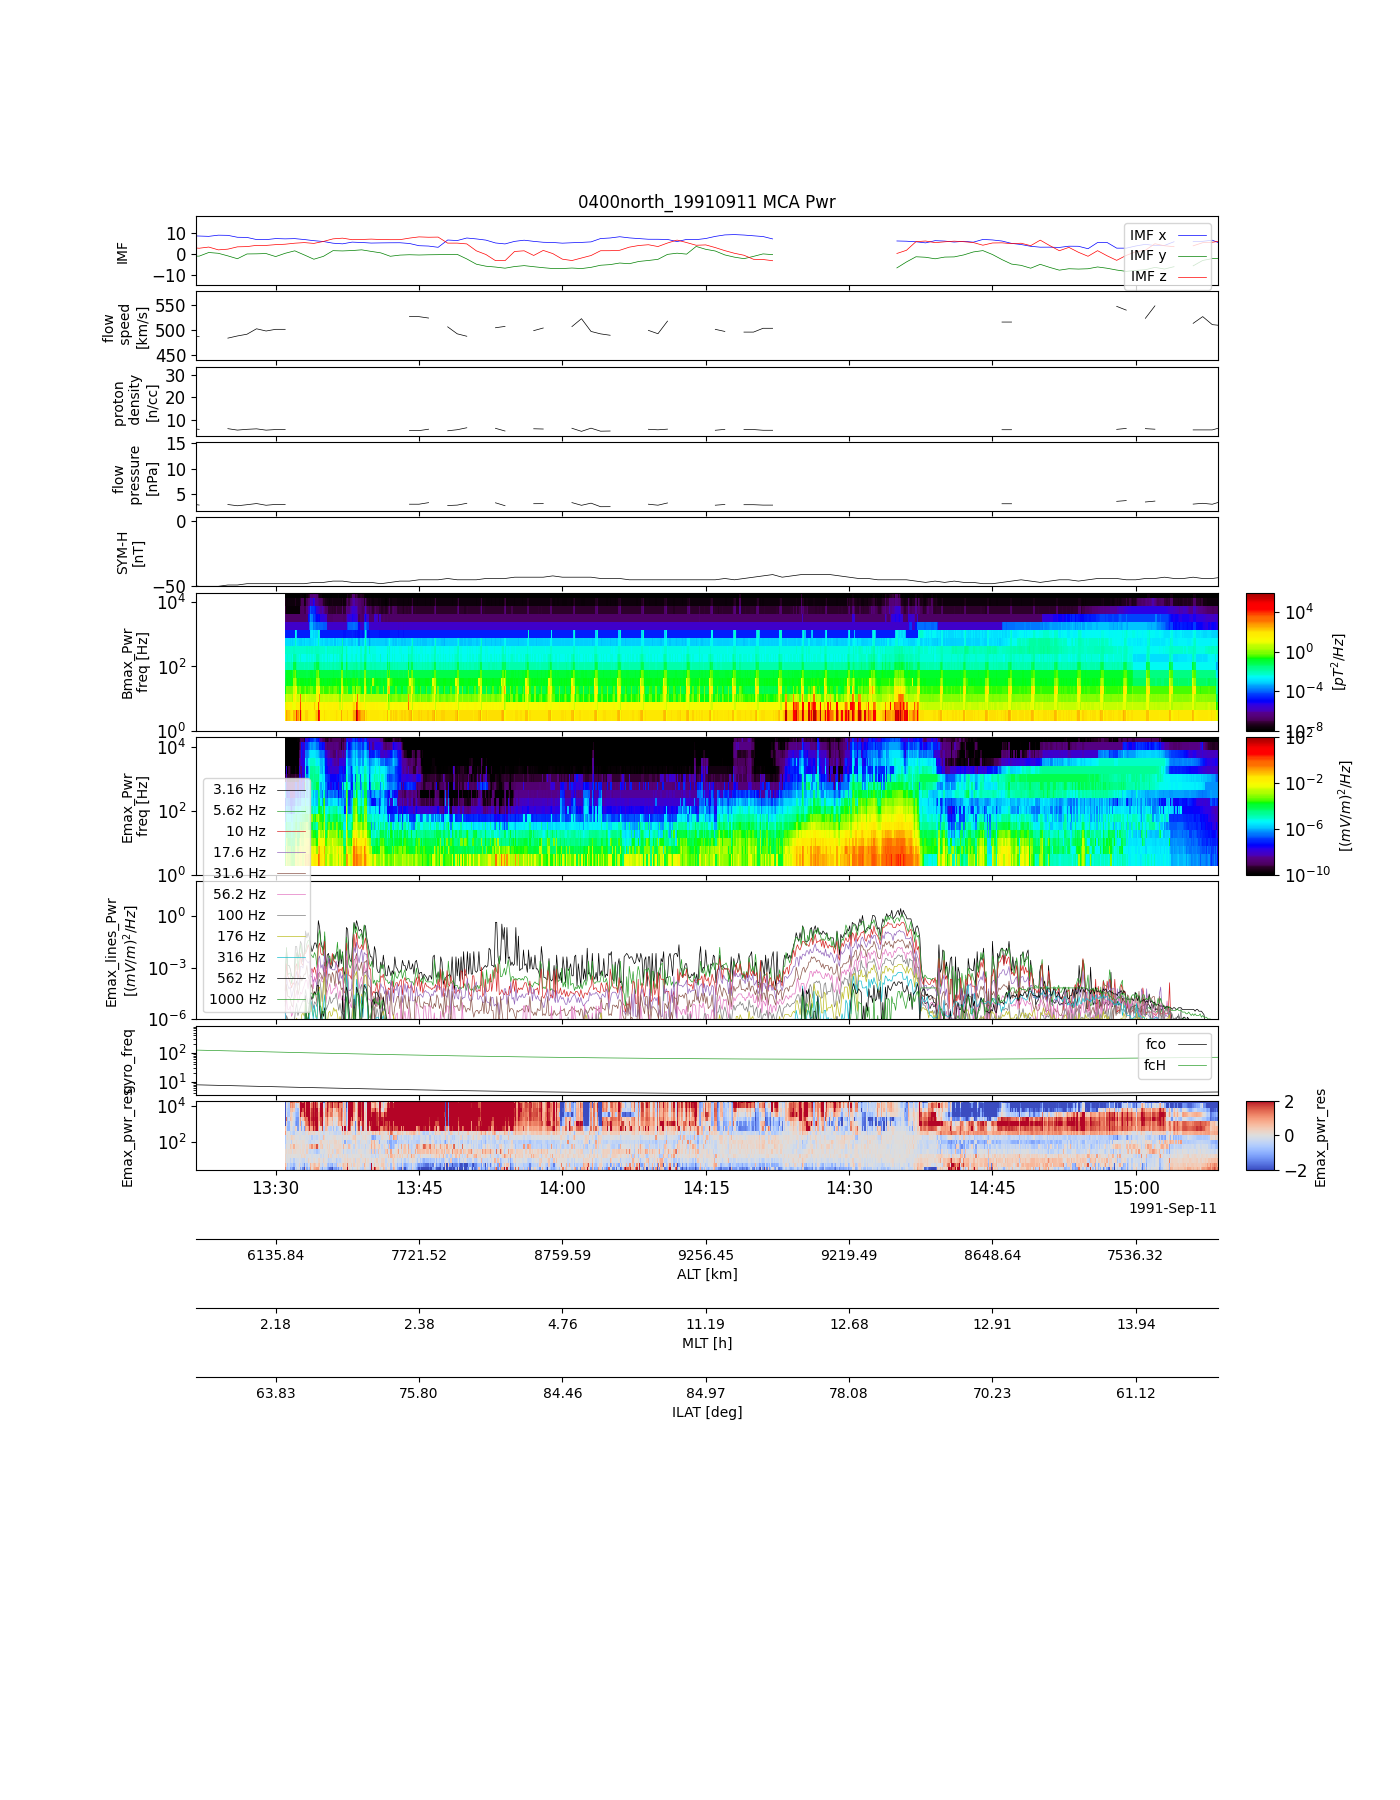 0400north_19910911 MCA Pwr
IMF
10
0
−10
IMF x
IMF y
IMF z
flow
speed
[km/s]
550
500
450
proton
density
[n/cc]
30
20
10
flow
pressure
[nPa]
15
10
5
SYM-H
[nT]
0
−50
Bmax_Pwr
freq [Hz]
10^4
10^2
10^0
10^4
10^0
10^−4
10^−8
[pT^2/Hz]
Emax_Pwr
freq [Hz]
10^4
10^2
10^0
10^2
10^−2
10^−6
10^−10
[(mV/m)^2/Hz]
3.16 Hz
5.62 Hz
10 Hz
17.6 Hz
31.6 Hz
56.2 Hz
100 Hz
176 Hz
316 Hz
562 Hz
1000 Hz
Emax_lines_Pwr
[(mV/m)^2/Hz]
10^0
10^−3
10^−6
gyro_freq
10^2
10^1
fco
fcH
Emax_pwr_res
10^4
10^2
2
0
−2
Emax_pwr_res
13:30 13:45 14:00 14:15 14:30 14:45 15:00
1991-Sep-11
6135.84 7721.52 8759.59 9256.45 9219.49 8648.64 7536.32
ALT [km]
2.18 2.38 4.76 11.19 12.68 12.91 13.94
MLT [h]
63.83 75.80 84.46 84.97 78.08 70.23 61.12
ILAT [deg]